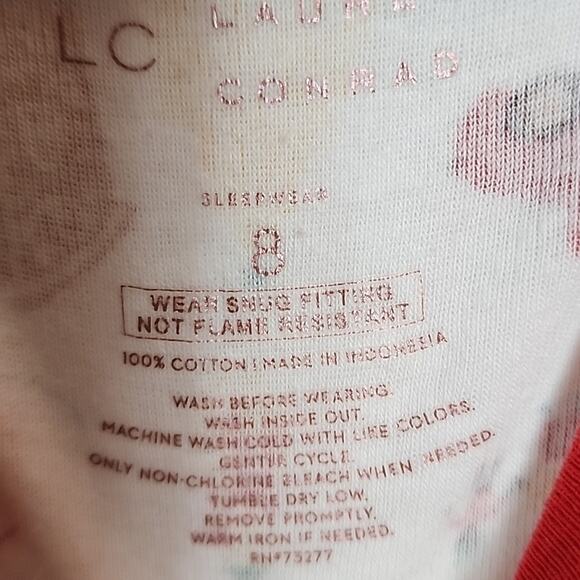 LC
LAUREN
CONRAD
SLEEPWEAR
8
WEAR SNUG FITTING
NOT FLAME RESISTANT
100% COTTON | MADE IN INDONESIA
WASH BEFORE WEARING.
WASH INSIDE OUT.
MACHINE WASH COLD WITH LIKE COLORS.
GENTLE CYCLE.
ONLY NON-CHLORINE BLEACH WHEN NEEDED.
TUMBLE DRY LOW.
REMOVE PROMPTLY.
WARM IRON IF NEEDED.
RN#73277